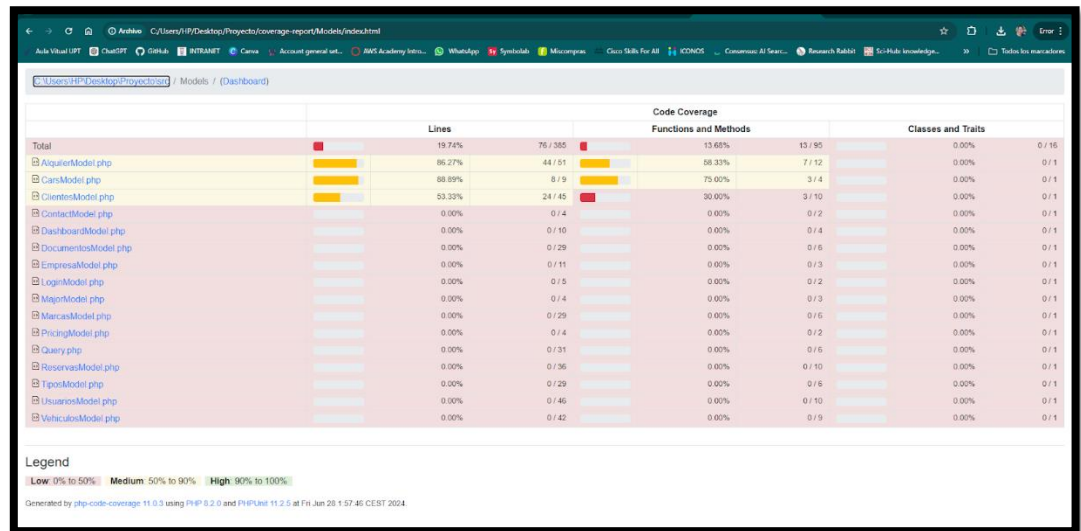 Archivo C:/Users/HP/Desktop/Proyecto/coverage-report/Models/index.html Error
Aula Vitual UPT ChatGPT GitHub INTRANET Canva Account general set... AWS Academy Intro... WhatsApp Symbolab Miscompras Cisco Skills For All ICONOS Consensus: AI Searc... Research Rabbit Sci-Hub: knowledge... » Todos los marcadores
C:\Users\HP\Desktop\Proyecto\src / Models / (Dashboard)
Code Coverage
Lines Functions and Methods Classes and Traits
Total 19.74% 76 / 385 13.68% 13 / 95 0.00% 0 / 16
AlquilerModel.php 86.27% 44 / 51 58.33% 7 / 12 0.00% 0 / 1
CarsModel.php 88.89% 8 / 9 75.00% 3 / 4 0.00% 0 / 1
ClientesModel.php 53.33% 24 / 45 30.00% 3 / 10 0.00% 0 / 1
ContactModel.php 0.00% 0 / 4 0.00% 0 / 2 0.00% 0 / 1
DashboardModel.php 0.00% 0 / 10 0.00% 0 / 4 0.00% 0 / 1
DocumentosModel.php 0.00% 0 / 29 0.00% 0 / 6 0.00% 0 / 1
EmpresaModel.php 0.00% 0 / 11 0.00% 0 / 3 0.00% 0 / 1
LoginModel.php 0.00% 0 / 5 0.00% 0 / 2 0.00% 0 / 1
MajorModel.php 0.00% 0 / 4 0.00% 0 / 3 0.00% 0 / 1
MarcasModel.php 0.00% 0 / 29 0.00% 0 / 6 0.00% 0 / 1
PricingModel.php 0.00% 0 / 4 0.00% 0 / 2 0.00% 0 / 1
Query.php 0.00% 0 / 31 0.00% 0 / 6 0.00% 0 / 1
ReservasModel.php 0.00% 0 / 36 0.00% 0 / 10 0.00% 0 / 1
TiposModel.php 0.00% 0 / 29 0.00% 0 / 6 0.00% 0 / 1
UsuariosModel.php 0.00% 0 / 46 0.00% 0 / 10 0.00% 0 / 1
VehiculosModel.php 0.00% 0 / 42 0.00% 0 / 9 0.00% 0 / 1
Legend
Low: 0% to 50% Medium: 50% to 90% High: 90% to 100%
Generated by php-code-coverage 11.0.3 using PHP 8.2.0 and PHPUnit 11.2.5 at Fri Jun 28 1:57:46 CEST 2024.